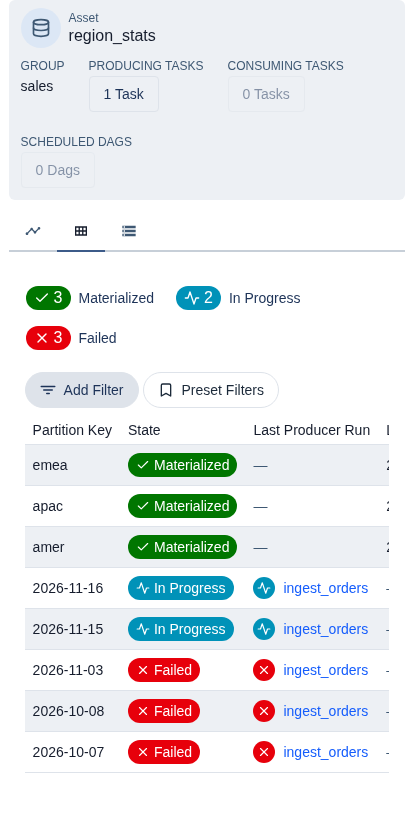 Asset
region_stats
GROUP PRODUCING TASKS CONSUMING TASKS
sales 1 Task 0 Tasks
SCHEDULED DAGS
0 Dags
3 Materialized 2 In Progress
3 Failed
Add Filter Preset Filters
Partition Key State Last Producer Run
emea Materialized —
apac Materialized —
amer Materialized —
2026-11-16 In Progress ingest_orders
2026-11-15 In Progress ingest_orders
2026-11-03 Failed ingest_orders
2026-10-08 Failed ingest_orders
2026-10-07 Failed ingest_orders